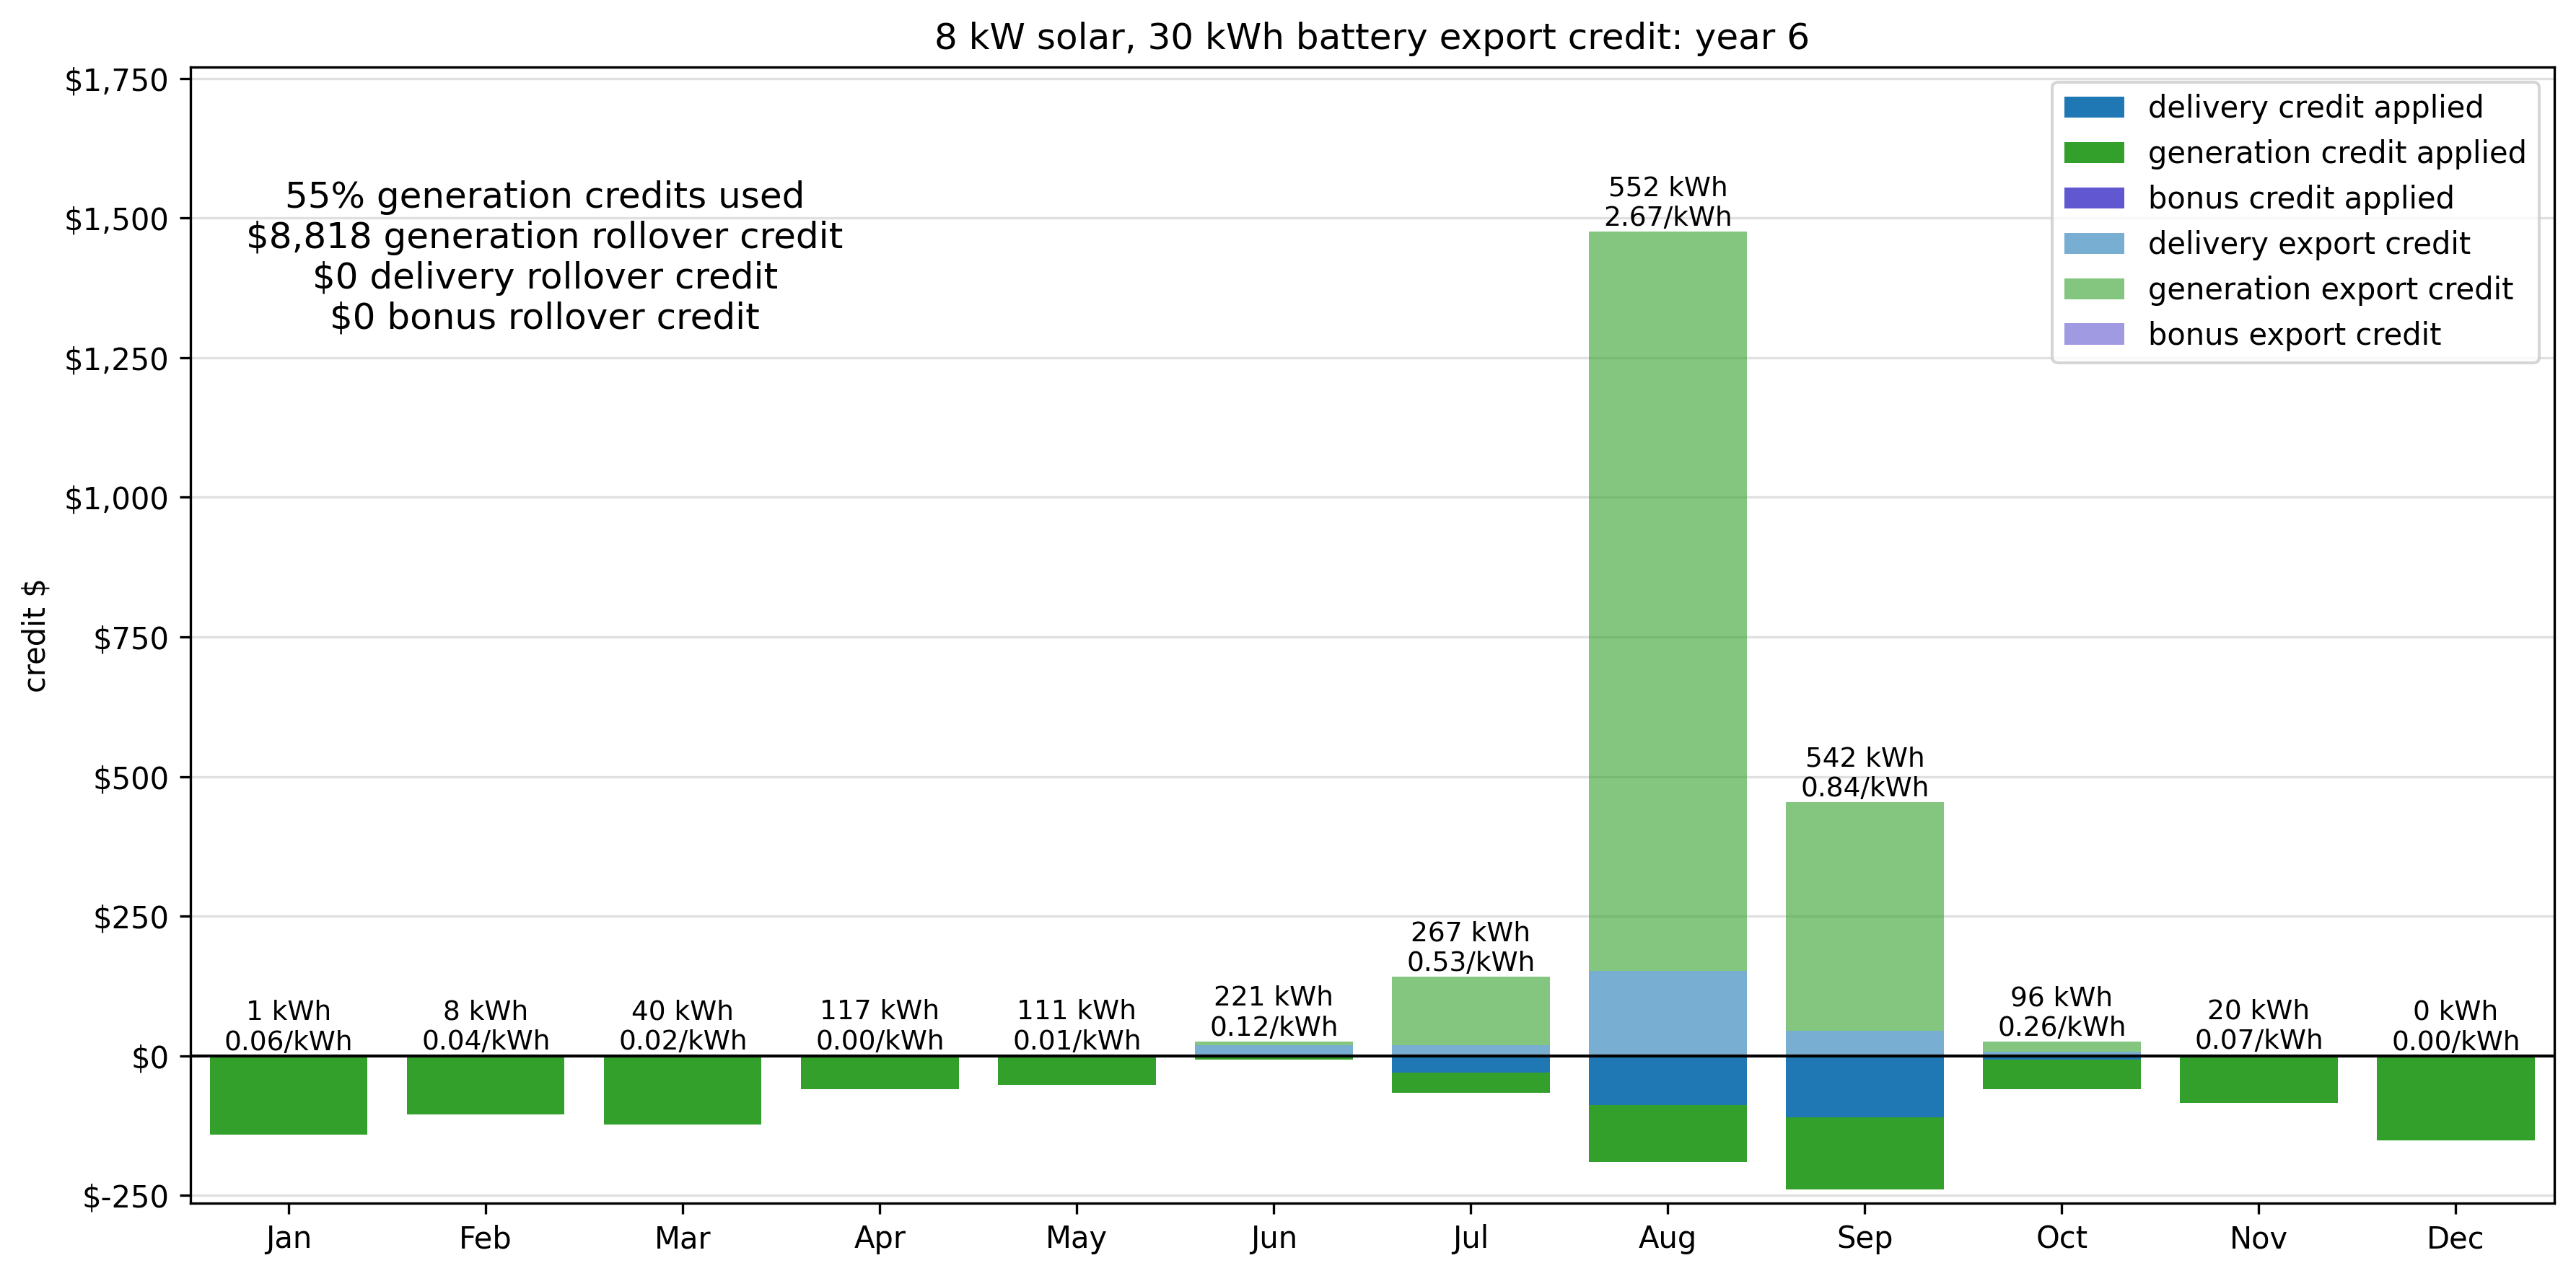 8 kW solar, 30 kWh battery export credit: year 6
$1,750
$1,500
$1,250
$1,000
$750
$500
$250
$0
$-250
credit $
55% generation credits used
$8,818 generation rollover credit
$0 delivery rollover credit
$0 bonus rollover credit
delivery credit applied
generation credit applied
bonus credit applied
delivery export credit
generation export credit
bonus export credit
1 kWh
0.06/kWh
8 kWh
0.04/kWh
40 kWh
0.02/kWh
117 kWh
0.00/kWh
111 kWh
0.01/kWh
221 kWh
0.12/kWh
267 kWh
0.53/kWh
552 kWh
2.67/kWh
542 kWh
0.84/kWh
96 kWh
0.26/kWh
20 kWh
0.07/kWh
0 kWh
0.00/kWh
Jan
Feb
Mar
Apr
May
Jun
Jul
Aug
Sep
Oct
Nov
Dec